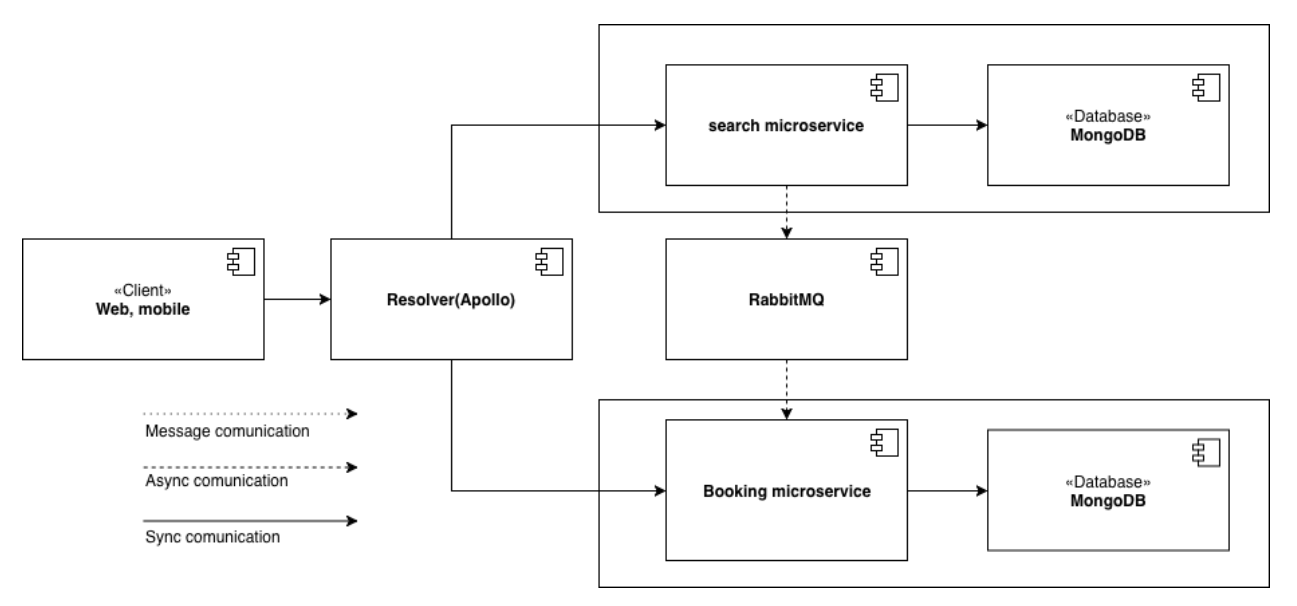 search microservice
«Database»
MongoDB
«Client»
Web, mobile
Resolver(Apollo)
RabbitMQ
Message comunication
Async comunication
Sync comunication
Booking microservice
«Database»
MongoDB